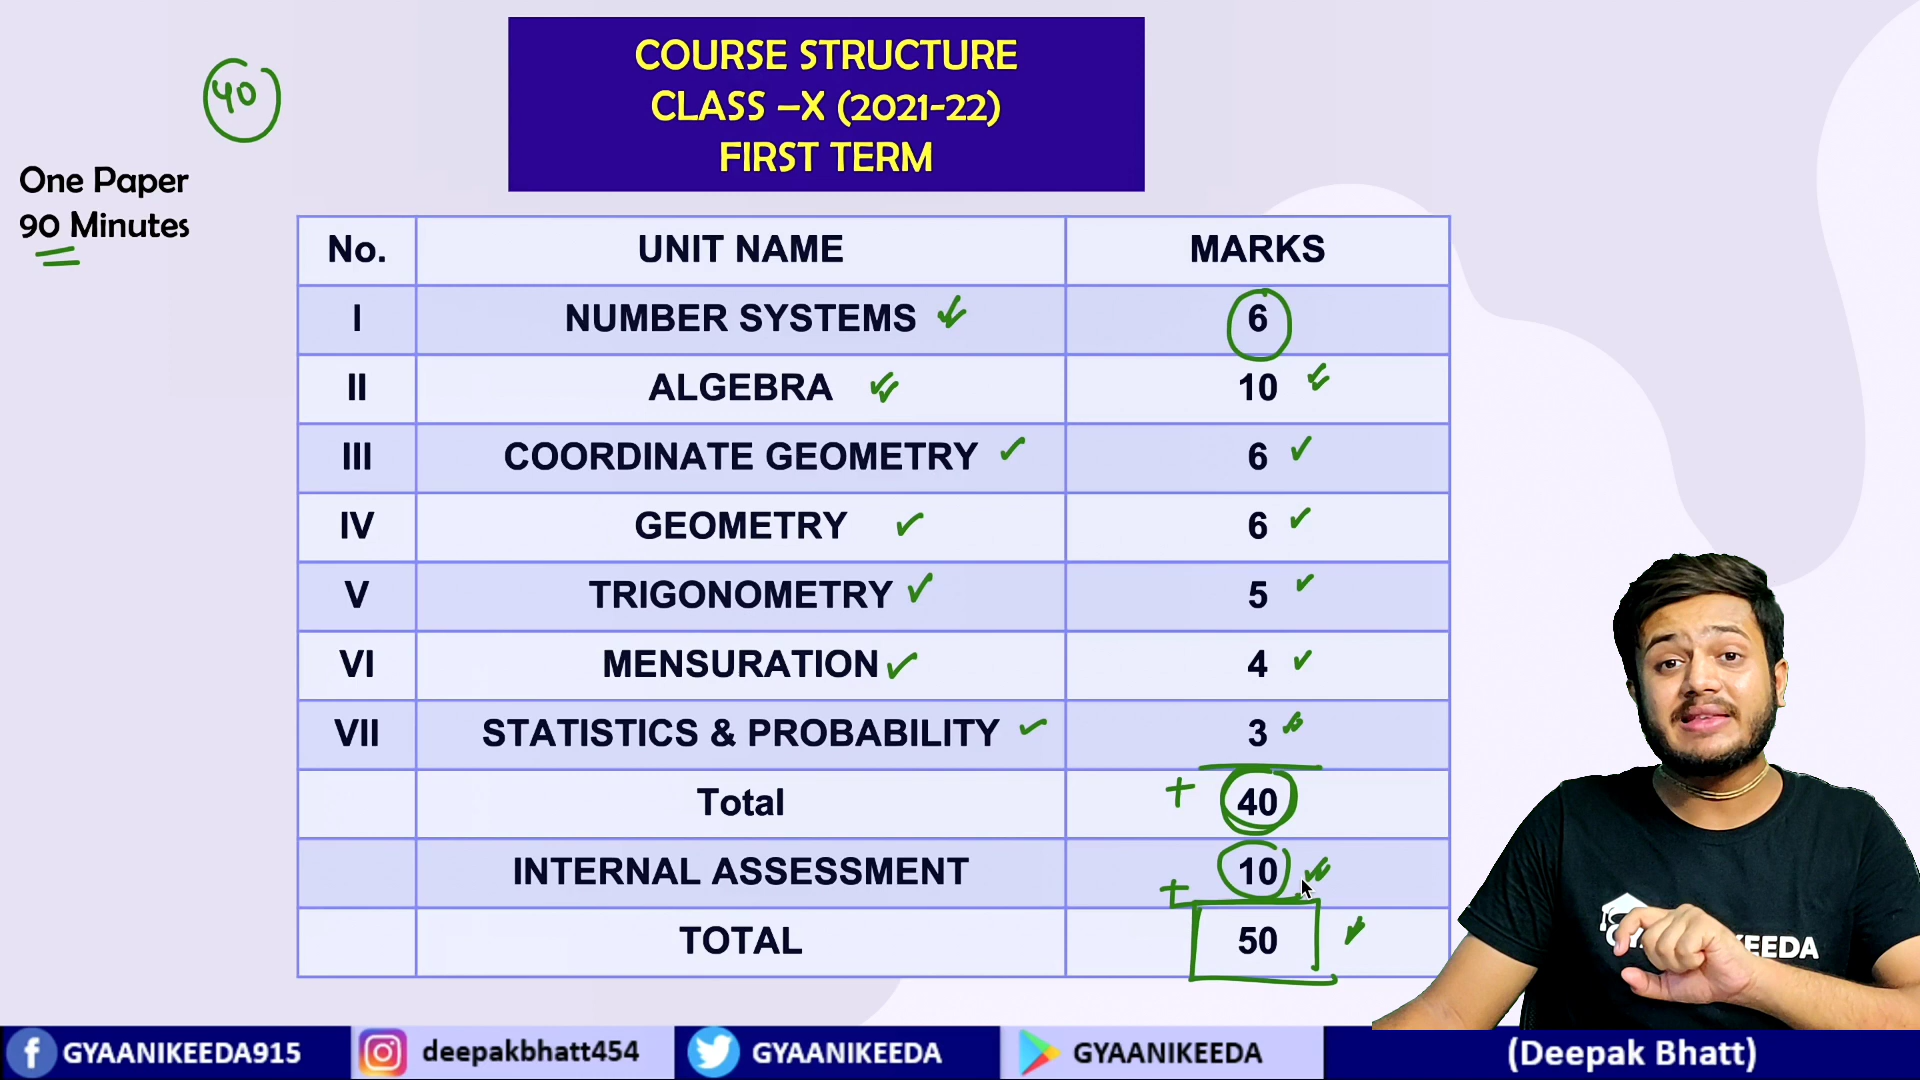 COURSE STRUCTURE
CLASS –X (2021-22)
FIRST TERM
40
One Paper
90 Minutes
No. UNIT NAME MARKS
I NUMBER SYSTEMS 6
II ALGEBRA 10
III COORDINATE GEOMETRY 6
IV GEOMETRY 6
V TRIGONOMETRY 5
VI MENSURATION 4
VII STATISTICS & PROBABILITY 3
Total + 40
INTERNAL ASSESSMENT + 10
TOTAL 50
GYAANIKEEDA915
deepakbhatt454
GYAANIKEEDA
GYAANIKEEDA
(Deepak Bhatt)